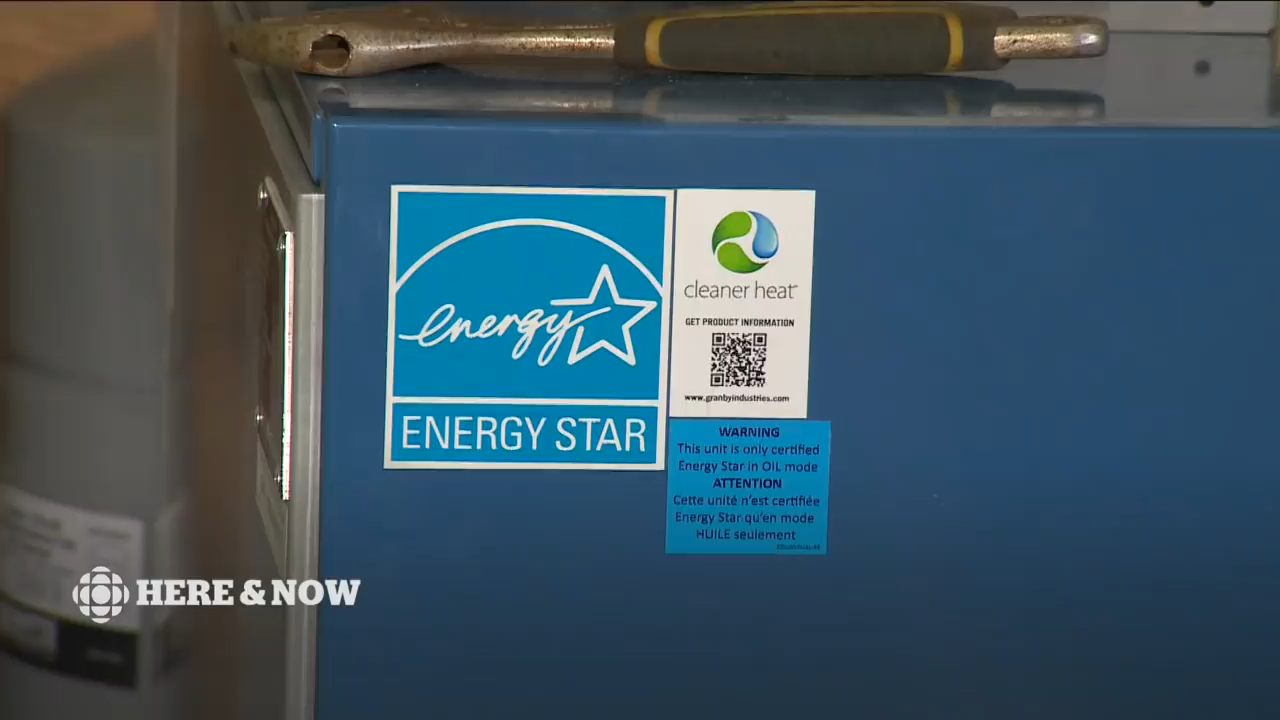 energy
ENERGY STAR
cleaner heat
GET PRODUCT INFORMATION
www.granbyindustries.com
WARNING
This unit is only certified
Energy Star in OIL mode
ATTENTION
Cette unité n'est certifiée
Energy Star qu'en mode
HUILE seulement
HERE & NOW